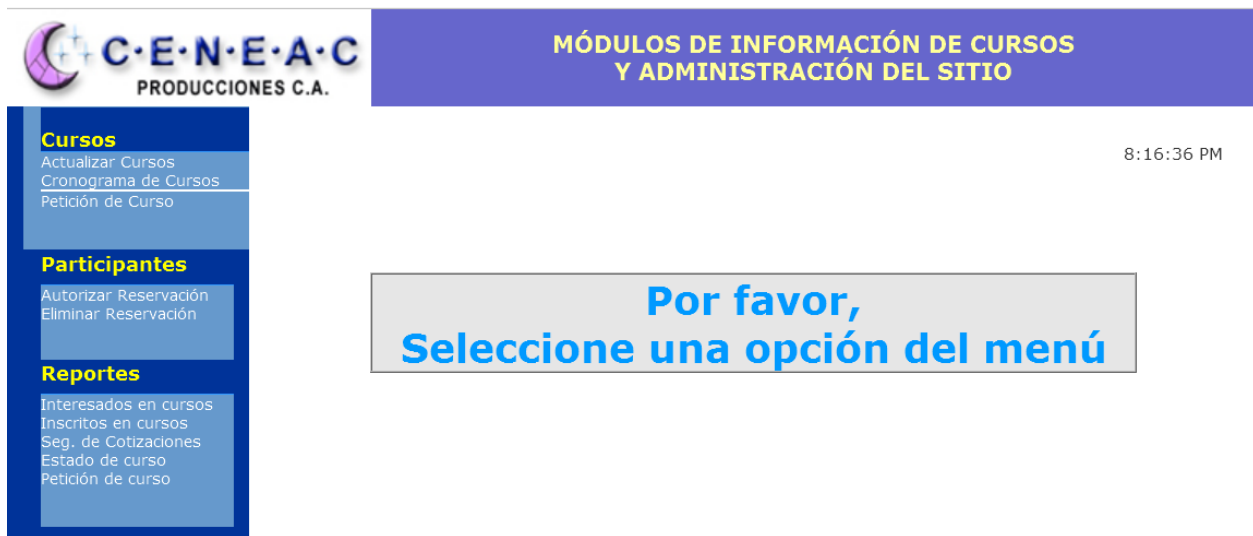 C·E·N·E·A·C
PRODUCCIONES C.A.
MÓDULOS DE INFORMACIÓN DE CURSOS
Y ADMINISTRACIÓN DEL SITIO
Cursos
Actualizar Cursos
Cronograma de Cursos
Petición de Curso
Participantes
Autorizar Reservación
Eliminar Reservación
Reportes
Interesados en cursos
Inscritos en cursos
Seg. de Cotizaciones
Estado de curso
Petición de curso
8:16:36 PM
Por favor,
Seleccione una opción del menú